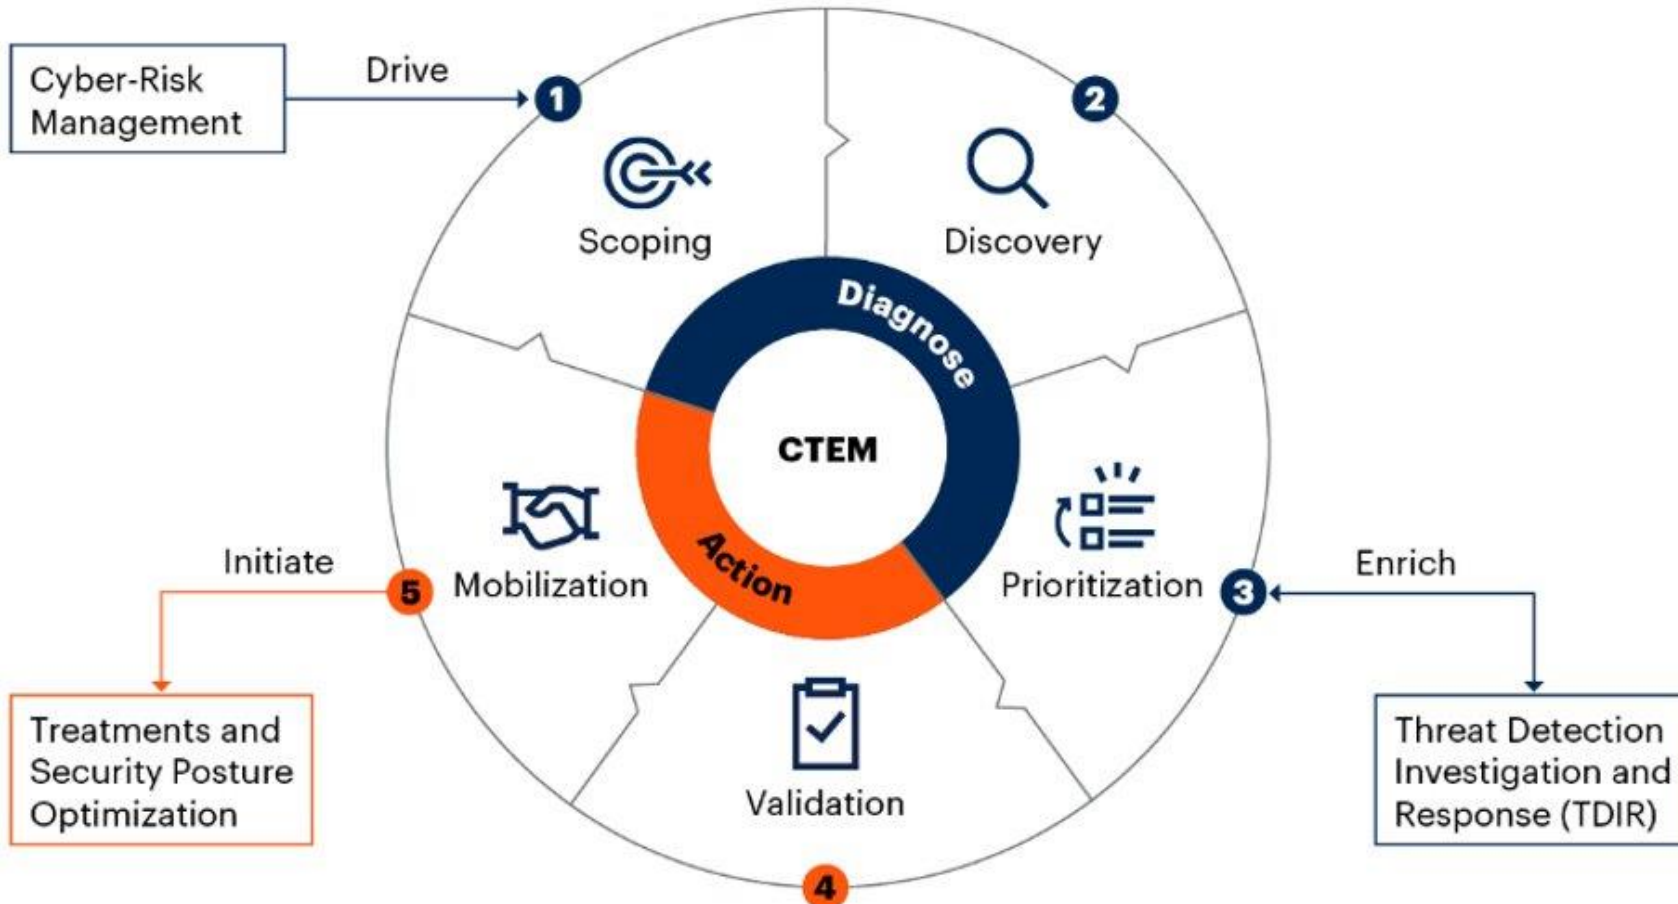 Cyber-Risk
Management
Drive
1
2
Scoping
Discovery
Diagnose
CTEM
Action
Mobilization
Prioritization
Initiate
5
3
Enrich
Treatments and
Security Posture
Optimization
Validation
Threat Detection
Investigation and
Response (TDIR)
4